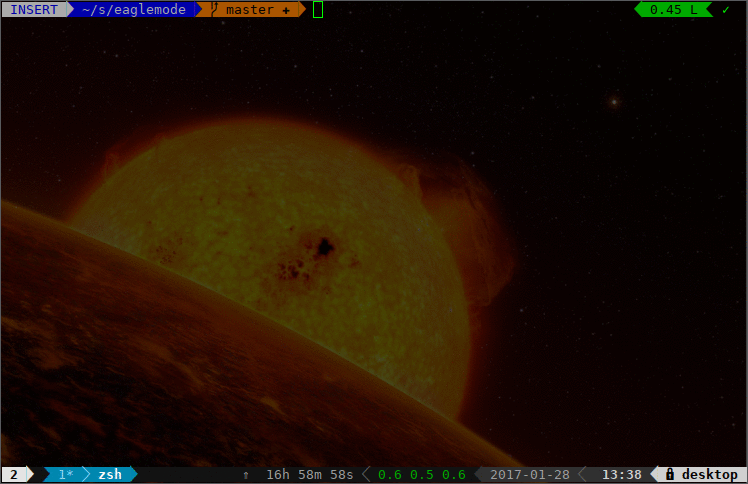 INSERT ~/s/eaglemode master + 0.45 L ✓
2 1* zsh ⇑ 16h 58m 58s 0.6 0.5 0.6 2017-01-28 13:38 desktop